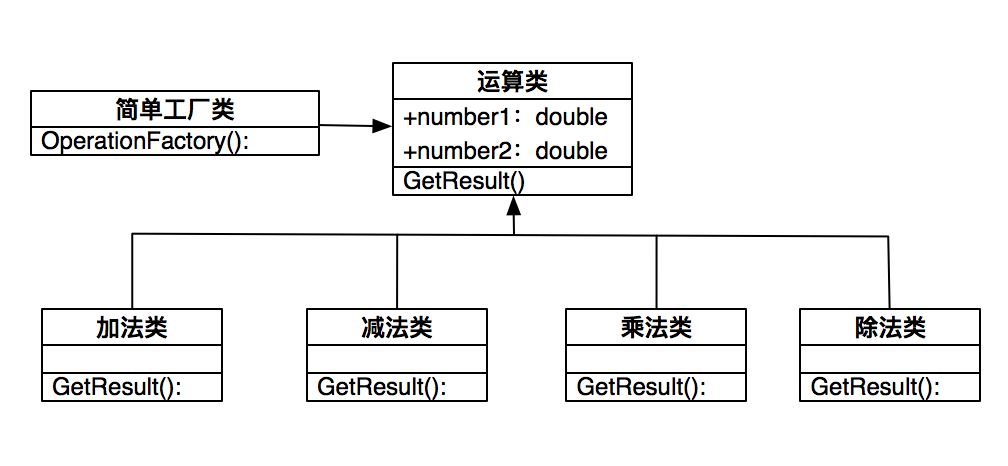 简单工厂类
OperationFactory():
运算类
+number1：double
+number2：double
GetResult()
加法类
GetResult():
减法类
GetResult():
乘法类
GetResult():
除法类
GetResult():